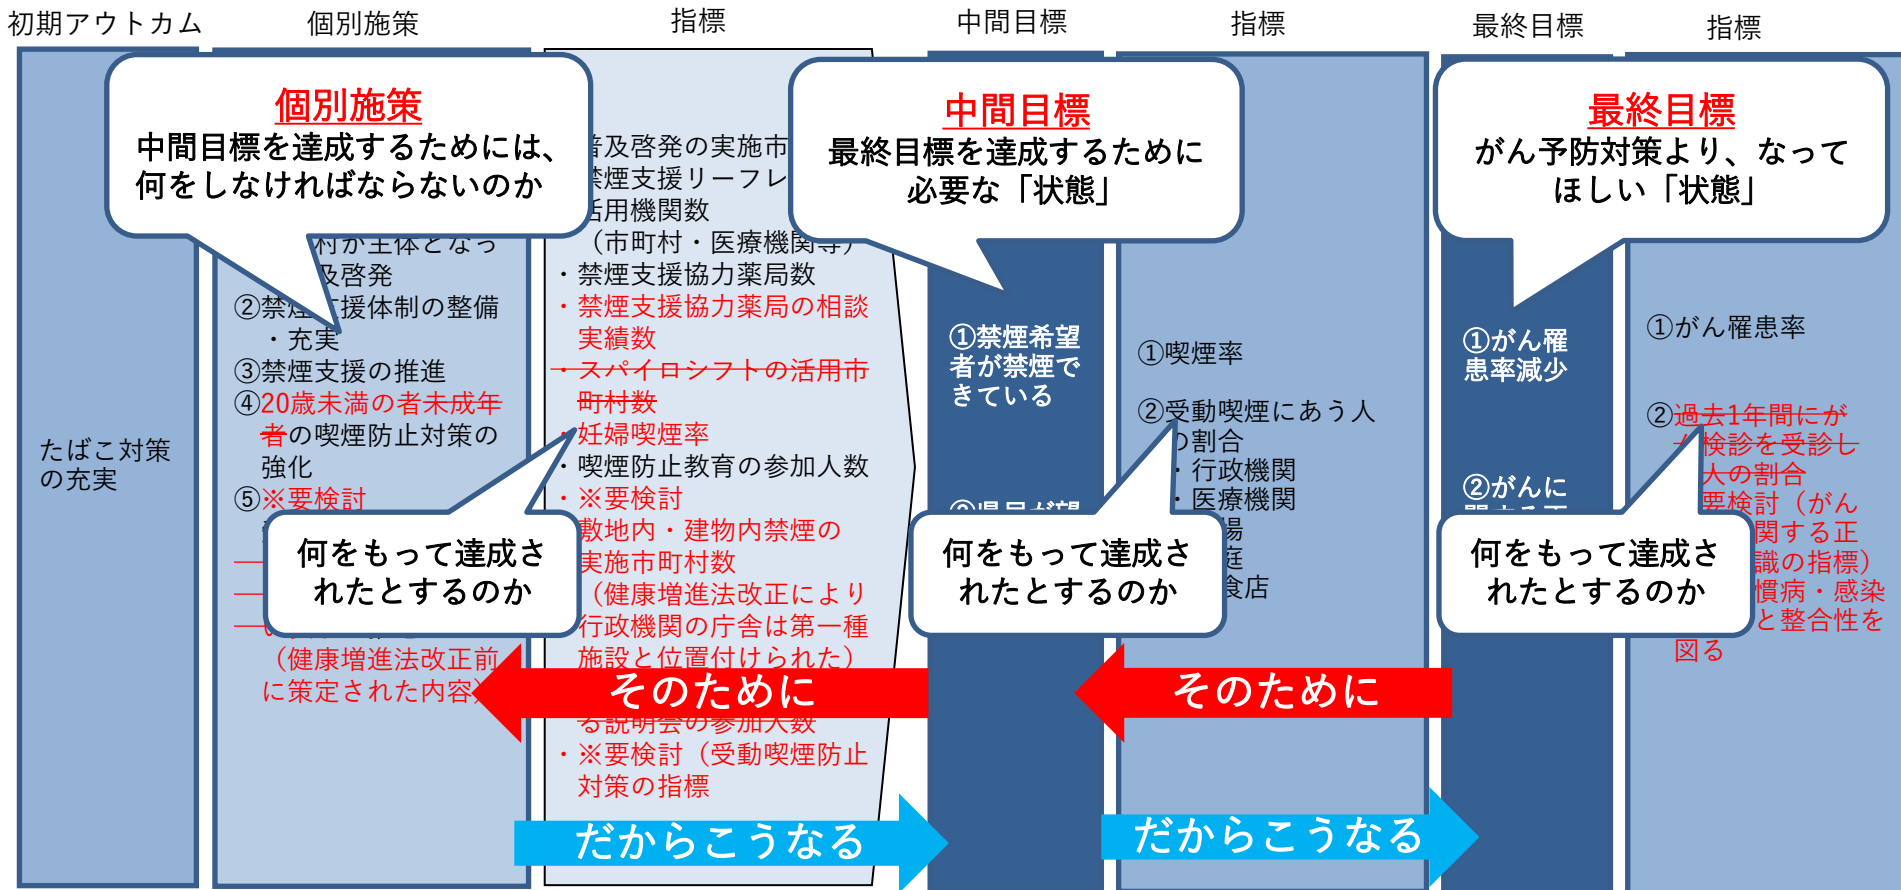 初期アウトカム
個別施策
指標
中間目標
指標
最終目標
指標
たばこ対策
の充実
個別施策
中間目標を達成するためには、
何をしなければならないのか
村が主体となっ
及啓発
②禁煙支援体制の整備
・充実
③禁煙支援の推進
④20歳未満の者未成年
者の喫煙防止対策の
強化
⑤※要検討
（健康増進法改正前
に策定された内容）
何をもって達成さ
れたとするのか
普及啓発の実施市
禁煙支援リーフレ
活用機関数
（市町村・医療機関等）
・禁煙支援協力薬局数
・禁煙支援協力薬局の相談
実績数
・スパイロシフトの活用市
町村数
・妊婦喫煙率
・喫煙防止教育の参加人数
・※要検討
敷地内・建物内禁煙の
実施市町村数
（健康増進法改正により
行政機関の庁舎は第一種
施設と位置付けられた）
る説明会の参加人数
・※要検討（受動喫煙防止
対策の指標
中間目標
最終目標を達成するために
必要な「状態」
①禁煙希望
者が禁煙で
きている
②県民が望
何をもって達成さ
れたとするのか
①喫煙率
②受動喫煙にあう人
の割合
・行政機関
・医療機関
場
庭
食店
最終目標
がん予防対策より、なって
ほしい「状態」
①がん罹
患率減少
②がんに
関する正
何をもって達成さ
れたとするのか
①がん罹患率
②過去1年間にが
ん検診を受診し
人の割合
要検討（がん
関する正
識の指標）
慣病・感染
と整合性を
図る
そのために
そのために
だからこうなる
だからこうなる